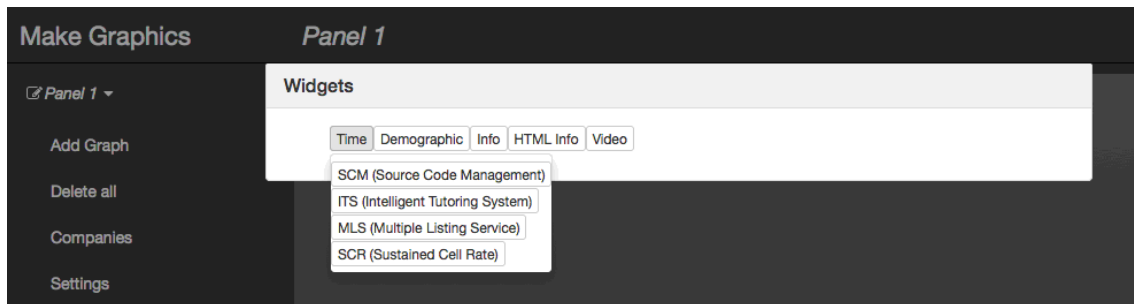 Make Graphics
Panel 1
Panel 1
Widgets
Add Graph
Delete all
Companies
Settings
Time Demographic Info HTML Info Video
SCM (Source Code Management)
ITS (Intelligent Tutoring System)
MLS (Multiple Listing Service)
SCR (Sustained Cell Rate)